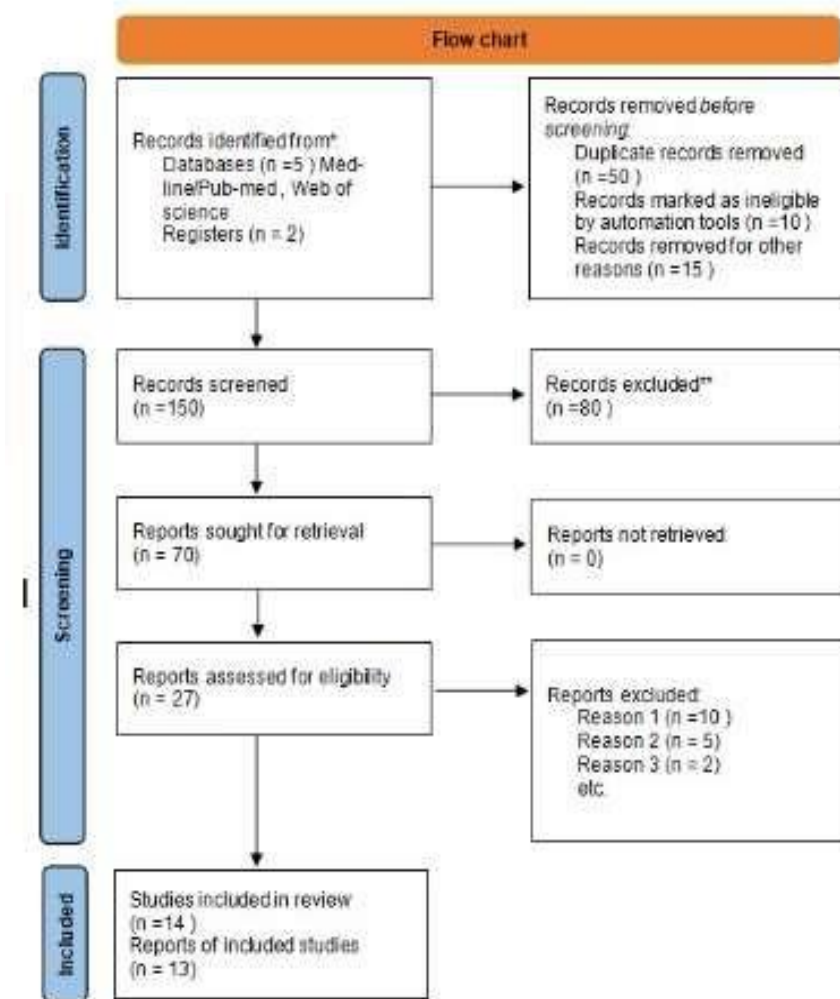 Flow chart
Identification
Records identified from*
Databases (n =5 ) Med-
line/Pub-med , Web of
science
Registers (n = 2)
Records removed before
screening:
Duplicate records removed
(n =50 )
Records marked as ineligible
by automation tools (n =10 )
Records removed for other
reasons (n =15 )
Screening
Records screened
(n =150)
Records excluded**
(n =80 )
Reports sought for retrieval
(n = 70)
Reports not retrieved
(n = 0)
Reports assessed for eligibility
(n = 27)
Reports excluded:
Reason 1 (n =10 )
Reason 2 (n = 5)
Reason 3 (n = 2)
etc.
Included
Studies included in review
(n =14 )
Reports of included studies
(n = 13)